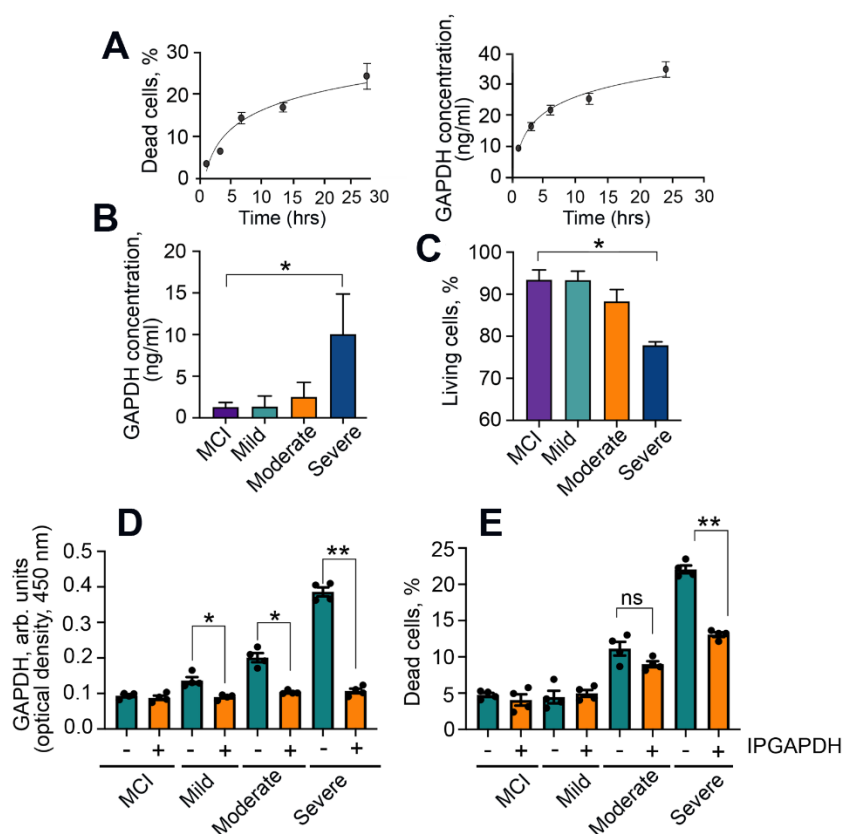 A
Dead cells, %
30
20
10
0
0 5 10 15 20 25 30
Time (hrs)
GAPDH concentration,
(ng/ml)
40
30
20
10
0
0 5 10 15 20 25 30
Time (hrs)
B
GAPDH concentration,
(ng/ml)
20
15
10
5
0
*
MCI
Mild
Moderate
Severe
C
Living cells, %
100
90
80
70
60
*
MCI
Mild
Moderate
Severe
D
GAPDH, arb. units
(optical density, 450 nm)
0.5
0.4
0.3
0.2
0.1
0.0
*
*
**
- + - + - + - +
MCI
Mild
Moderate
Severe
E
Dead cells, %
25
20
15
10
5
0
ns
**
- + - + - + - +
IPGAPDH
MCI
Mild
Moderate
Severe